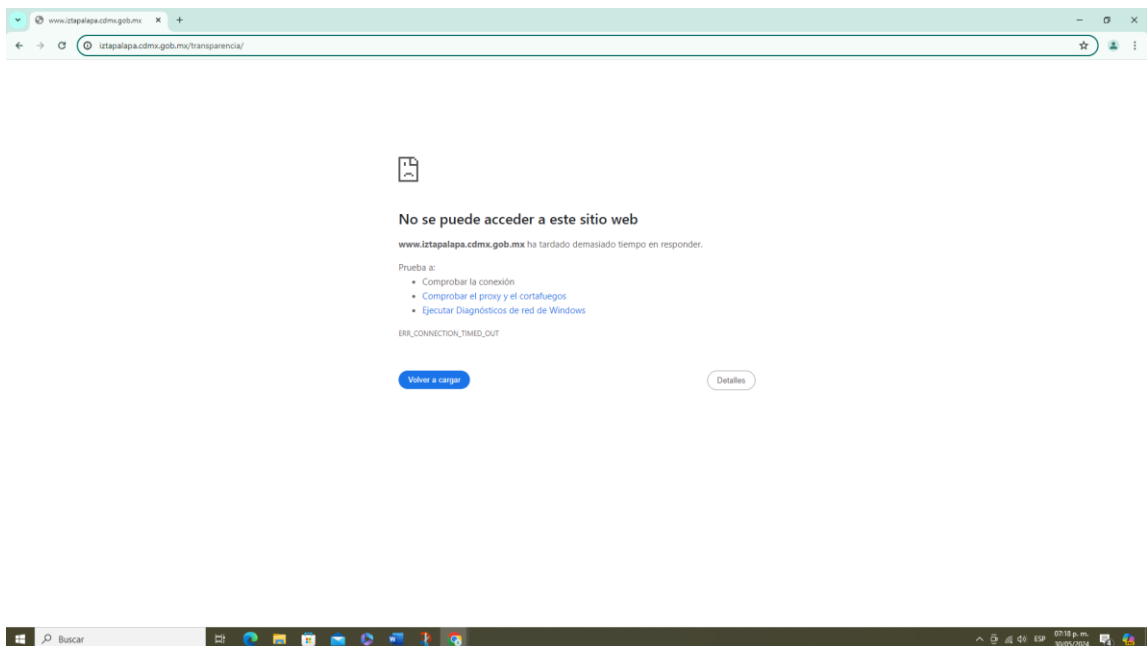 www.iztapalapa.cdmx.gob.mx
iztapalapa.cdmx.gob.mx/transparencia/
No se puede acceder a este sitio web
www.iztapalapa.cdmx.gob.mx ha tardado demasiado tiempo en responder.
Prueba a:
Comprobar la conexión
Comprobar el proxy y el cortafuegos
Ejecutar Diagnósticos de red de Windows
ERR_CONNECTION_TIMED_OUT
Volver a cargar Detalles
Buscar ESP 07:18 p. m.
30/05/2024